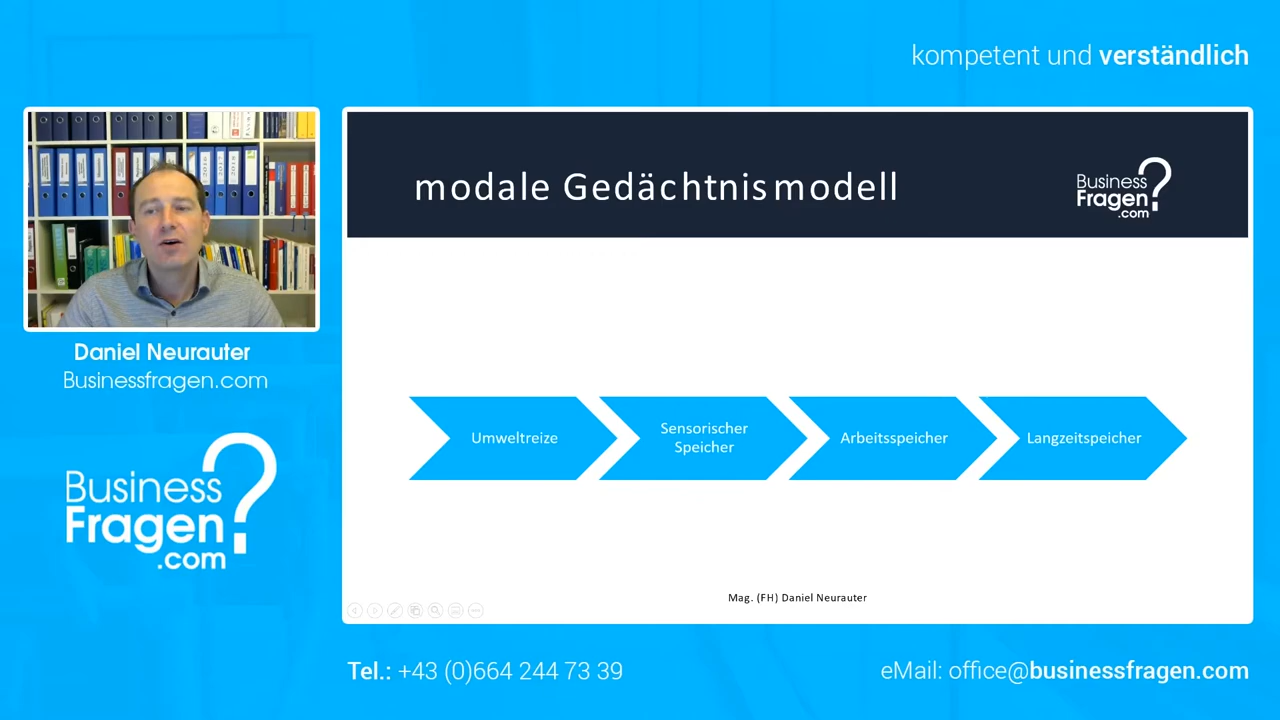 kompetent und verständlich
modale Gedächtnismodell
Business
Fragen?
.com
Daniel Neurauter
Businessfragen.com
Umweltreize
Sensorischer
Speicher
Arbeitsspeicher
Langzeitspeicher
Business
Fragen?
.com
Mag. (FH) Daniel Neurauter
Tel.: +43 (0)664 244 73 39
eMail: office@businessfragen.com